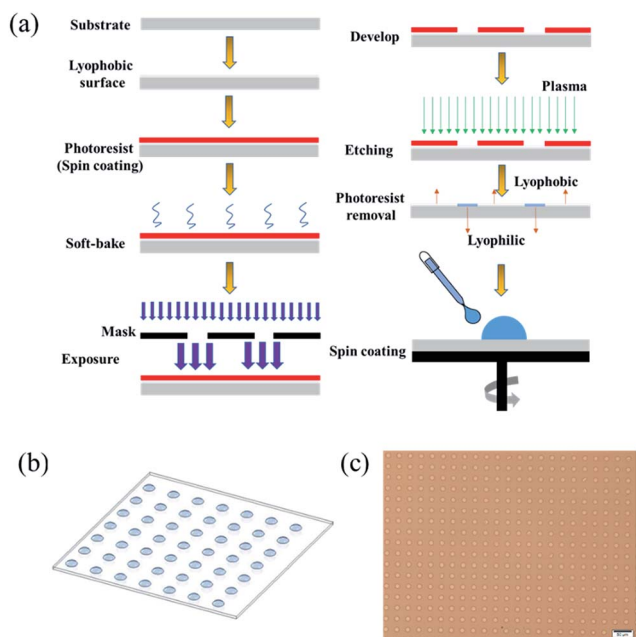 (a)
Substrate
Lyophobic
surface
Photoresist
(Spin coating)
Soft-bake
Mask
Exposure
Develop
Plasma
Etching
Photoresist
removal
Lyophobic
Lyophilic
Spin coating
(b)
(c)